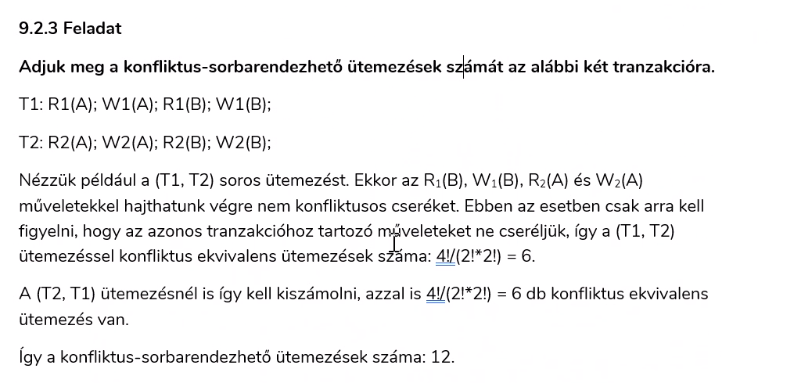 9.2.3 Feladat
Adjuk meg a konfliktus-sorbarendezhető ütemezések számát az alábbi két tranzakcióra.
T1: R1(A); W1(A); R1(B); W1(B);
T2: R2(A); W2(A); R2(B); W2(B);
Nézzük például a (T1, T2) soros ütemezést. Ekkor az R₁(B), W₁(B), R₂(A) és W₂(A)
műveletekkel hajthatunk végre nem konfliktusos cseréket. Ebben az esetben csak arra kell
figyelni, hogy az azonos tranzakcióhoz tartozó műveleteket ne cseréljük, így a (T1, T2)
ütemezéssel konfliktus ekvivalens ütemezések száma: 4!/(2!*2!) = 6.
A (T2, T1) ütemezésnél is így kell kiszámolni, azzal is 4!/(2!*2!) = 6 db konfliktus ekvivalens
ütemezés van.
Így a konfliktus-sorbarendezhető ütemezések száma: 12.